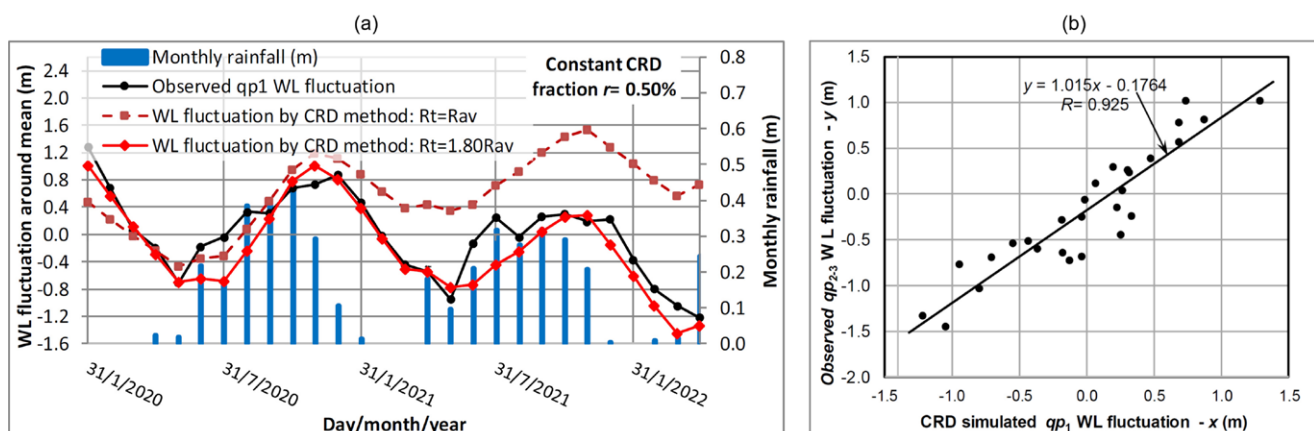 (a)
Monthly rainfall (m)
Observed qp1 WL fluctuation
WL fluctuation by CRD method: Rt=Rav
WL fluctuation by CRD method: Rt=1.80Rav
Constant CRD
fraction r= 0.50%
WL fluctuation around mean (m)
2.4
2.0
1.6
1.2
0.8
0.4
0.0
-0.4
-0.8
-1.2
-1.6
0.8
0.7
0.6
0.5
0.4
0.3
0.2
0.1
0.0
Monthly rainfall (m)
31/1/2020
31/7/2020
31/1/2021
31/7/2021
31/1/2022
Day/month/year
(b)
y = 1.015x - 0.1764
R= 0.925
Observed qp2-3 WL fluctuation - y (m)
1.5
1.0
0.5
0.0
-0.5
-1.0
-1.5
-2.0
-1.5
-1.0
-0.5
0.0
0.5
1.0
1.5
CRD simulated qp1 WL fluctuation - x (m)